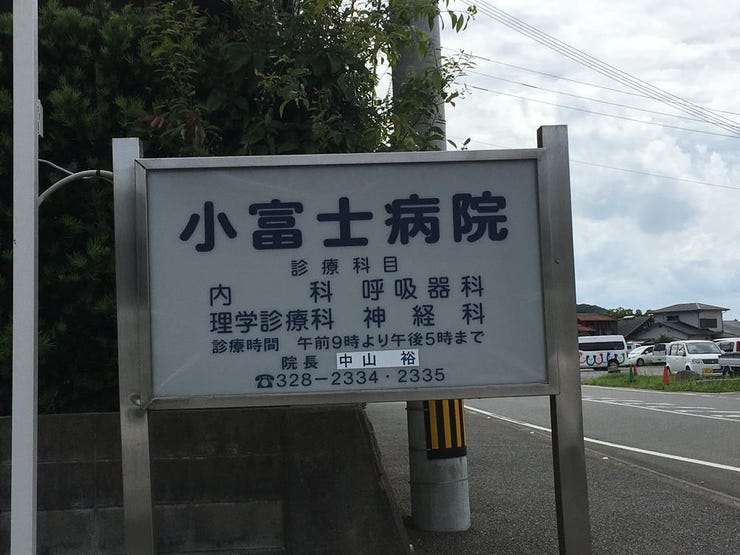 小富士病院
診療科目
内科 呼吸器科
理学診療科 神経科
診療時間 午前9時より午後5時まで
院長 中山 裕
☎328-2334・2335